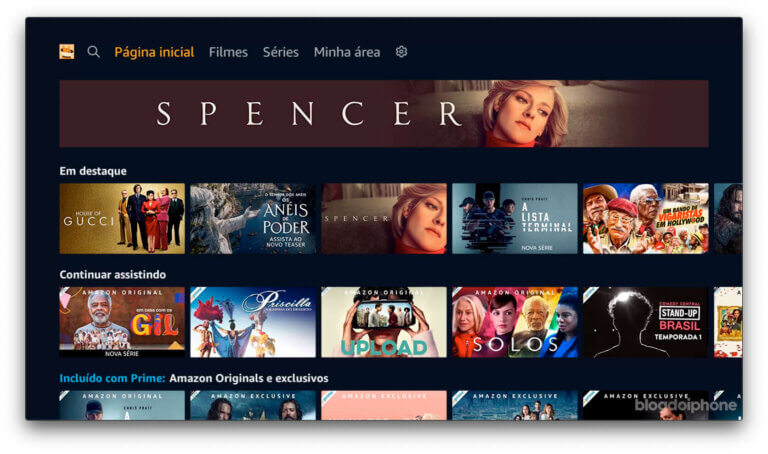 Página inicial Filmes Séries Minha área
SPENCER
Em destaque
HOUSE OF
GUCCI
O SENHOR DOS ANÉIS
OS
ANÉIS
DE
PODER
ASSISTA AO
NOVO TEASER
SPENCER
CHRIS PRATT
A
LISTA
TERMINAL
NOVA SÉRIE
UM BANDO DE
VIGARISTAS
EM HOLLYWOOD
Continuar assistindo
AMAZON ORIGINAL
em casa com os
GIL
NOVA SÉRIE
Priscilla
A RAINHA DO DESERTO
AMAZON ORIGINAL
UPLOAD
AMAZON ORIGINAL
SOLOS
COMEDY CENTRAL
STAND-UP
BRASIL
TEMPORADA 1
Incluído com Prime: Amazon Originals e exclusivos
AMAZON ORIGINAL
CHRIS PRATT
AMAZON EXCLUSIVE
AMAZON EXCLUSIVE
AMAZON EXCLUSIVE
AMAZON EXCLUSIVE
blogdoiphone